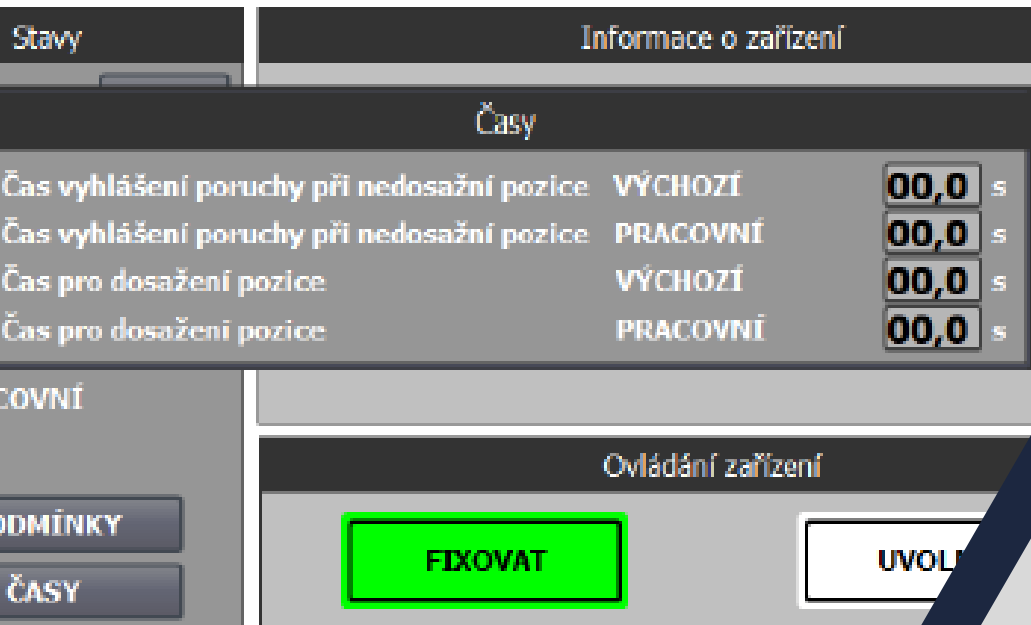 Stavy
Informace o zařízení
Časy
Čas vyhlášení poruchy při nedosažní pozice VÝCHOZÍ 00,0 s
Čas vyhlášení poruchy při nedosažní pozice PRACOVNÍ 00,0 s
Čas pro dosažení pozice VÝCHOZÍ 00,0 s
Čas pro dosažení pozice PRACOVNÍ 00,0 s
COVNÍ
Ovládání zařízení
ODMÍNKY
FIXOVAT
UVOL
ČASY